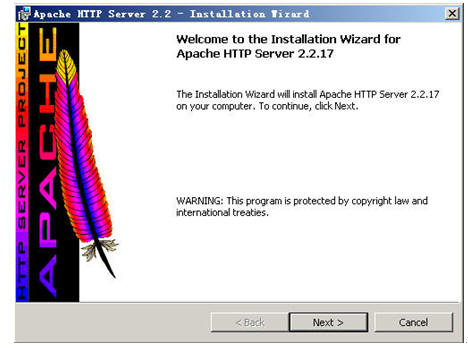 Apache HTTP Server 2.2 - Installation Wizard
HTTP SERVER PROJECT
APACHE
Welcome to the Installation Wizard for
Apache HTTP Server 2.2.17
The Installation Wizard will install Apache HTTP Server 2.2.17
on your computer. To continue, click Next.
WARNING: This program is protected by copyright law and
international treaties.
< Back
Next >
Cancel